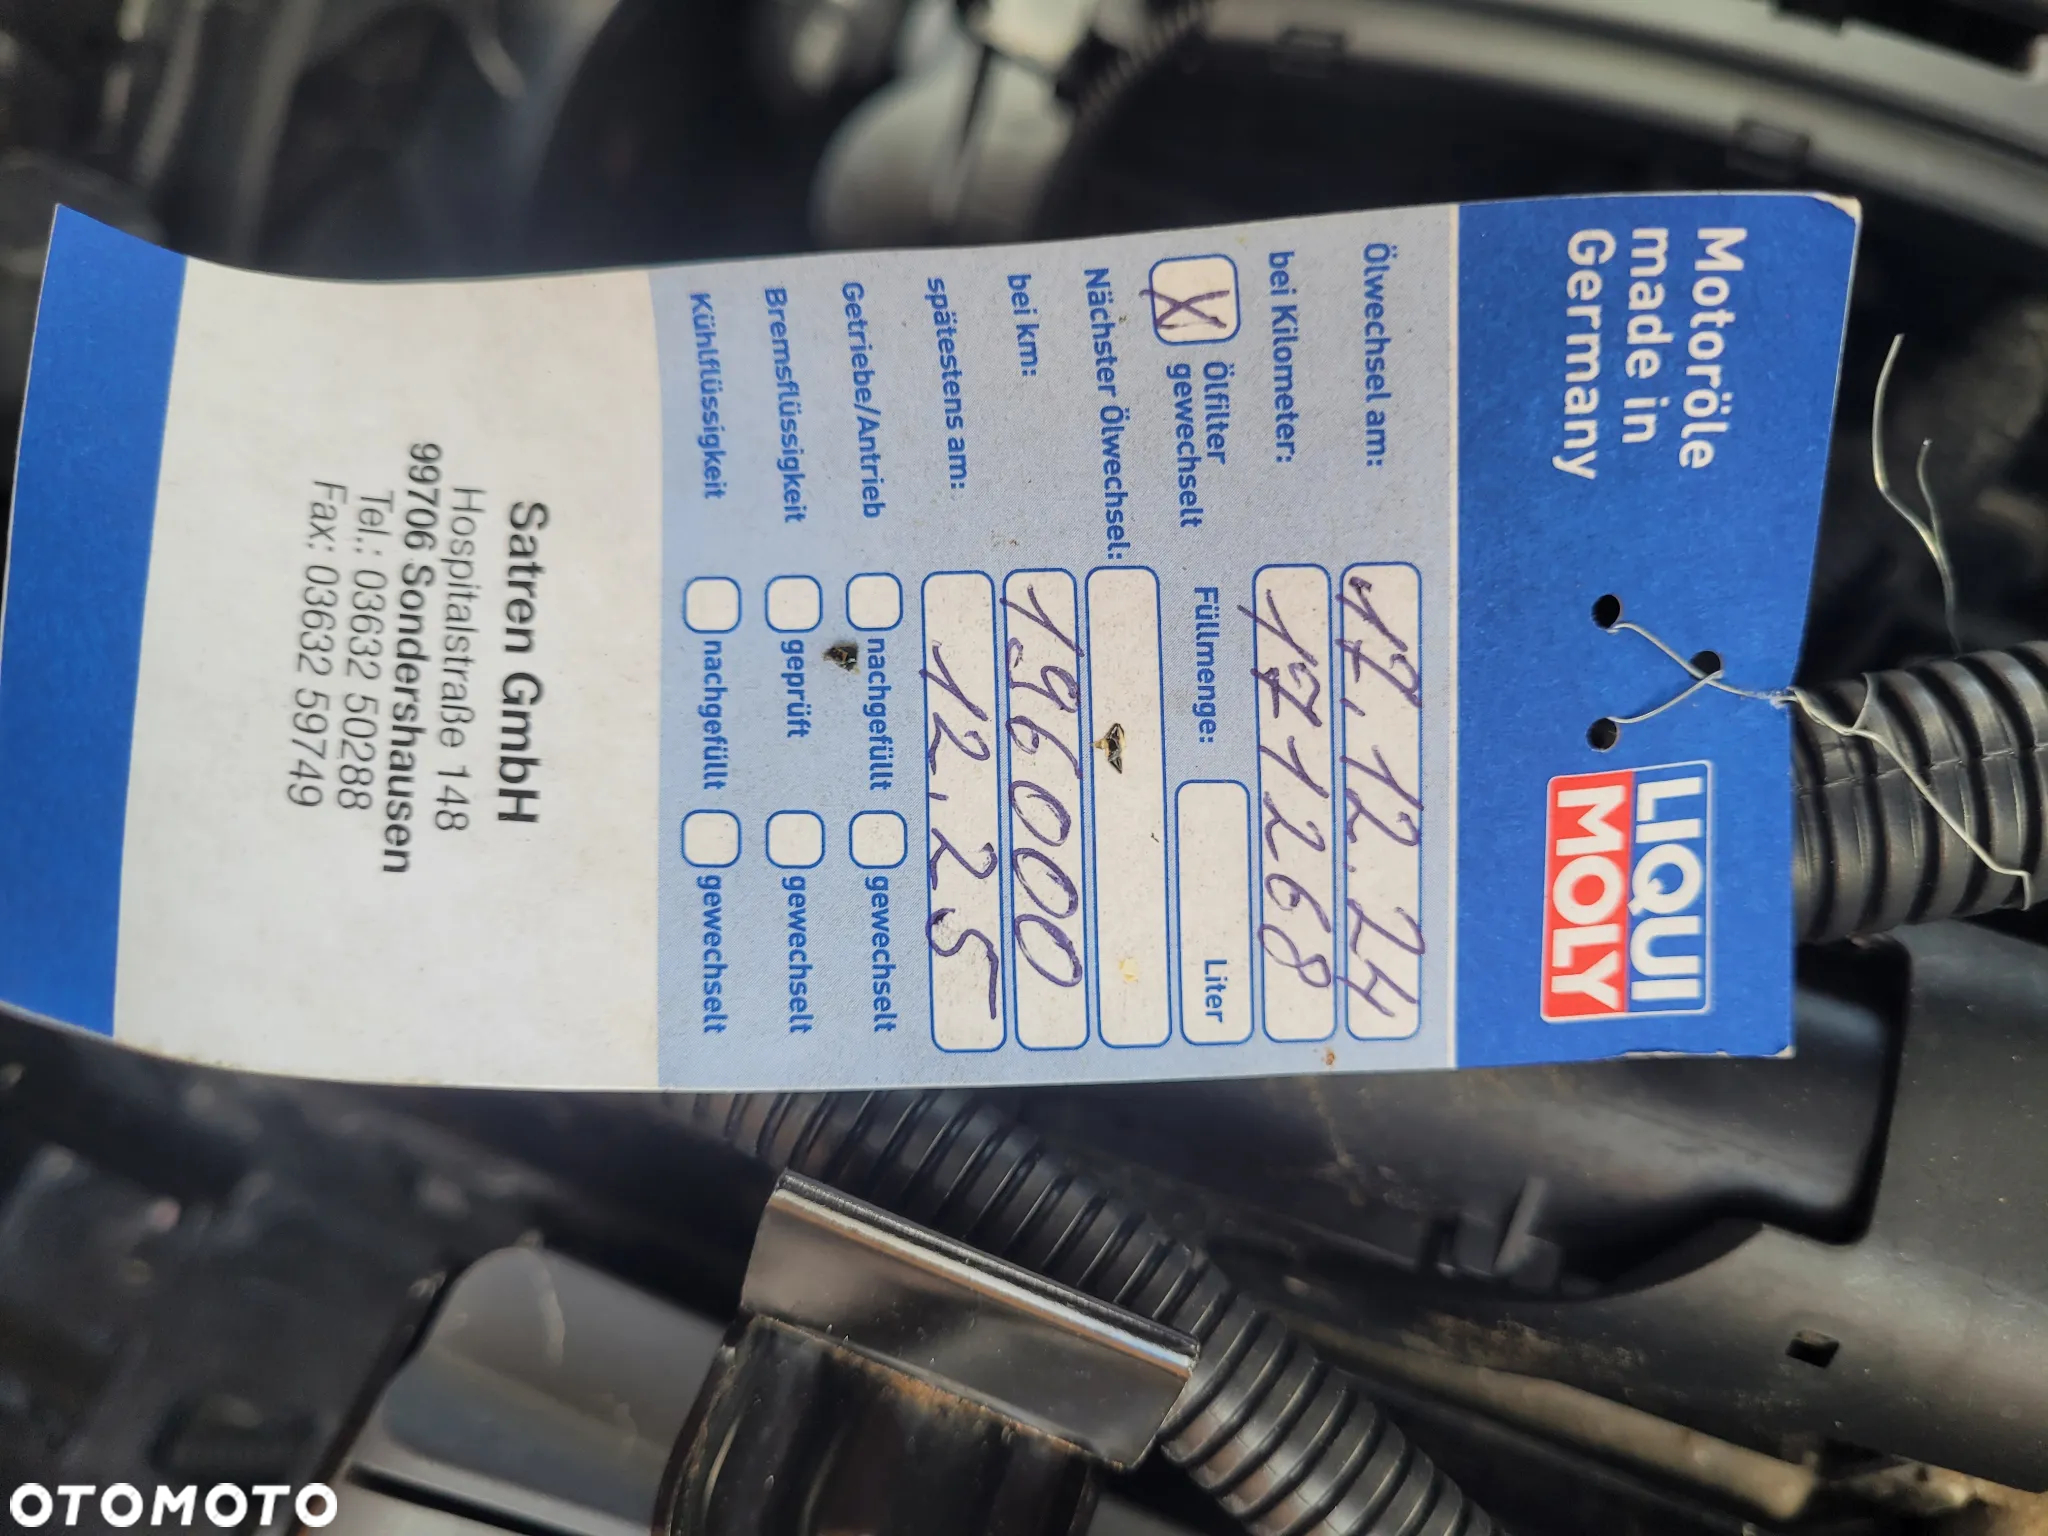 Motoröle
made in
Germany
LIQUI
MOLY
Ölwechsel am: 17.12.24
bei Kilometer: 171268
X Ölfilter gewechselt Füllmenge: Liter
Nächster Ölwechsel:
bei km: 196000
spätestens am: 12.25
Getriebe/Antrieb nachgefüllt gewechselt
Bremsflüssigkeit geprüft gewechselt
Kühlflüssigkeit nachgefüllt gewechselt
Satren GmbH
Hospitalstraße 148
99706 Sondershausen
Tel.: 03632 50288
Fax: 03632 59749
OTOMOTO